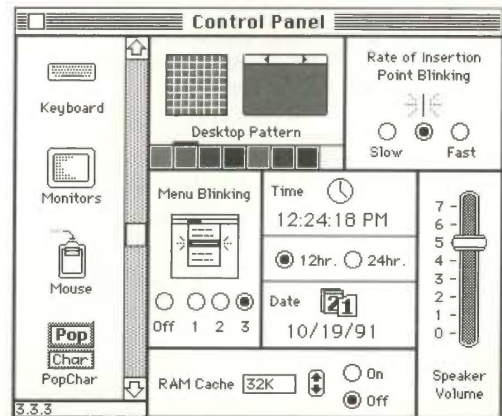 Control Panel
Keyboard
Monitors
Mouse
Pop
Char
PopChar
3.3.3
Desktop Pattern
Rate of Insertion
Point Blinking
Slow Fast
Menu Blinking
Off 1 2 3
Time
12:24:18 PM
12hr. 24hr.
Date
2 1
10/19/91
7
6
5
4
3
2
1
0
Speaker
Volume
RAM Cache 32K
On
Off